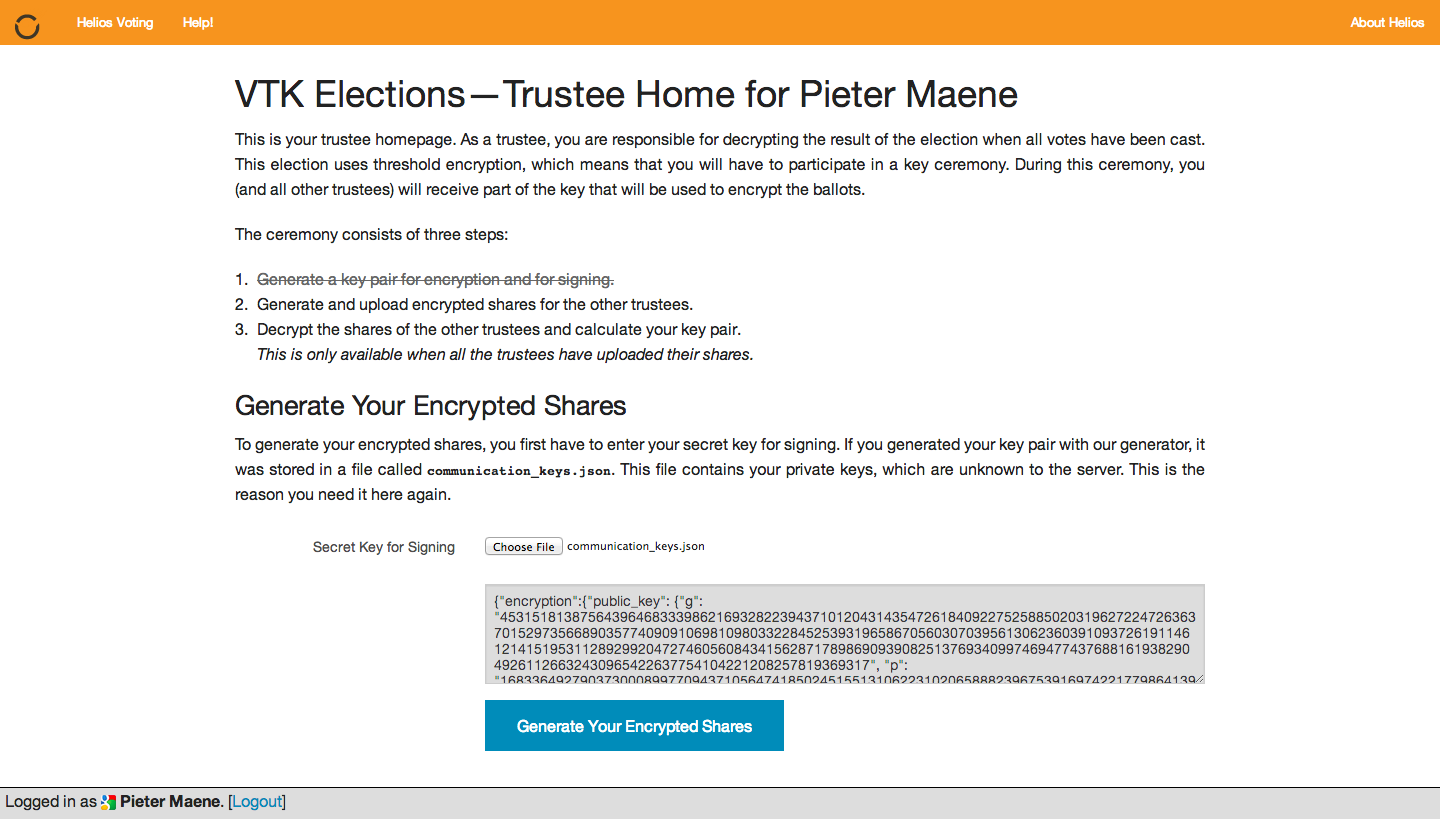 Helios Voting Help! About Helios
VTK Elections—Trustee Home for Pieter Maene
This is your trustee homepage. As a trustee, you are responsible for decrypting the result of the election when all votes have been cast.
This election uses threshold encryption, which means that you will have to participate in a key ceremony. During this ceremony, you
(and all other trustees) will receive part of the key that will be used to encrypt the ballots.
The ceremony consists of three steps:
1. Generate a key pair for encryption and for signing.
2. Generate and upload encrypted shares for the other trustees.
3. Decrypt the shares of the other trustees and calculate your key pair.
This is only available when all the trustees have uploaded their shares.
Generate Your Encrypted Shares
To generate your encrypted shares, you first have to enter your secret key for signing. If you generated your key pair with our generator, it
was stored in a file called communication_keys.json. This file contains your private keys, which are unknown to the server. This is the
reason you need it here again.
Secret Key for Signing Choose File communication_keys.json
{"encryption":{"public_key": {"g":
"453151813875643964683339862169328223943710120431435472618409227525885020319627224726363
70152973566890357740909106981098033228452539319658670560307039561306236039109372619114​6
1214151953112892992047274605608434156287178986909390825137693409974694774376881619382​90
492611266324309654226377541042212082578193693​17", "p":
"168336492790373000899770943710564741850245155131062231020658882396753916974221779864139
Generate Your Encrypted Shares
Logged in as Pieter Maene. [Logout]